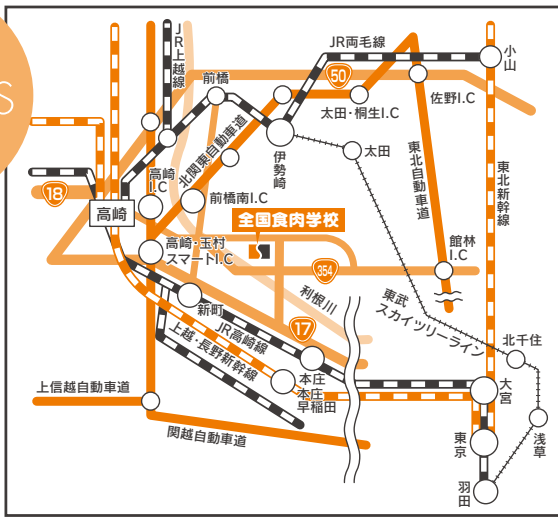 S
JR上越線
JR両毛線
小山
前橋
50
太田・桐生I.C
佐野I.C
北関東自動車道
伊勢崎
太田
東北自動車道
東北新幹線
18
高崎
I.C
前橋南I.C
高崎
全国食肉学校
高崎・玉村
スマートI.C
館林
I.C
354
利根川
東武
スカイツリーライン
新町
17
JR高崎線
上越・長野新幹線
北千住
本庄
本庄
早稲田
大宮
上信越自動車道
関越自動車道
東京
浅草
羽田